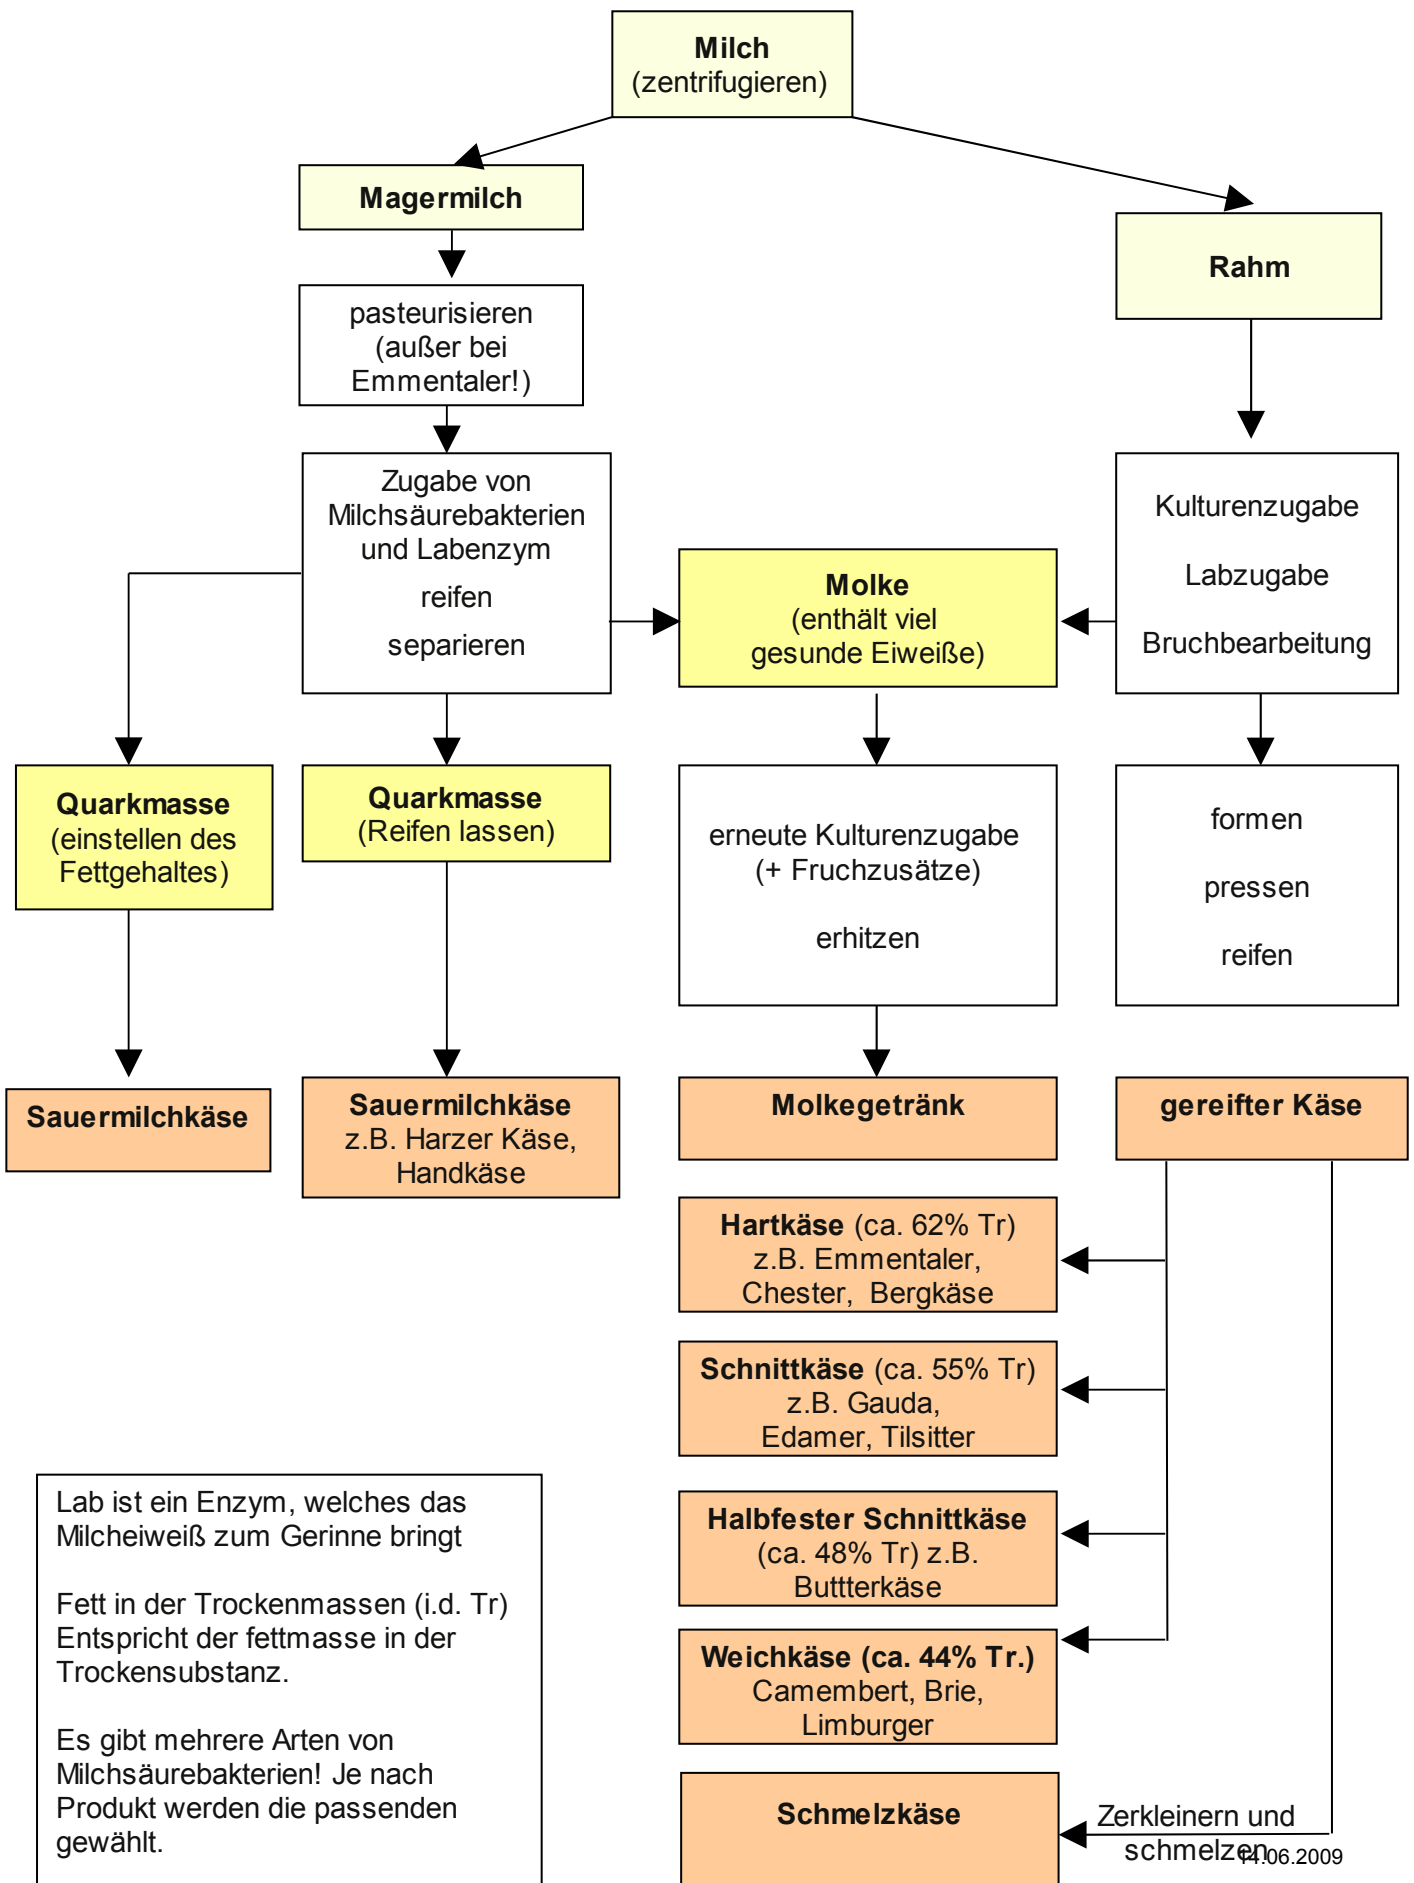 Milch
(zentrifugieren)
Magermilch
Rahm
pasteurisieren
(außer bei
Emmentaler!)
Zugabe von
Milchsäurebakterien
und Labenzym
reifen
separieren
Molke
(enthält viel
gesunde Eiweiße)
Kulturenzugabe
Labzugabe
Bruchbearbeitung
Quarkmasse
(einstellen des
Fettgehaltes)
Quarkmasse
(Reifen lassen)
erneute Kulturenzugabe
(+ Fruchzusätze)
erhitzen
formen
pressen
reifen
Sauermilchkäse
Sauermilchkäse
z.B. Harzer Käse,
Handkäse
Molkegetränk
gereifter Käse
Hartkäse (ca. 62% Tr)
z.B. Emmentaler,
Chester, Bergkäse
Schnittkäse (ca. 55% Tr)
z.B. Gauda,
Edamer, Tilsitter
Halbfester Schnittkäse
(ca. 48% Tr) z.B.
Buttterkäse
Weichkäse (ca. 44% Tr.)
Camembert, Brie,
Limburger
Schmelzkäse
Zerkleinern und
schmelzen
Lab ist ein Enzym, welches das
Milcheiweiß zum Gerinne bringt
Fett in der Trockenmassen (i.d. Tr)
Entspricht der fettmasse in der
Trockensubstanz.
Es gibt mehrere Arten von
Milchsäurebakterien! Je nach
Produkt werden die passenden
gewählt.
14.06.2009